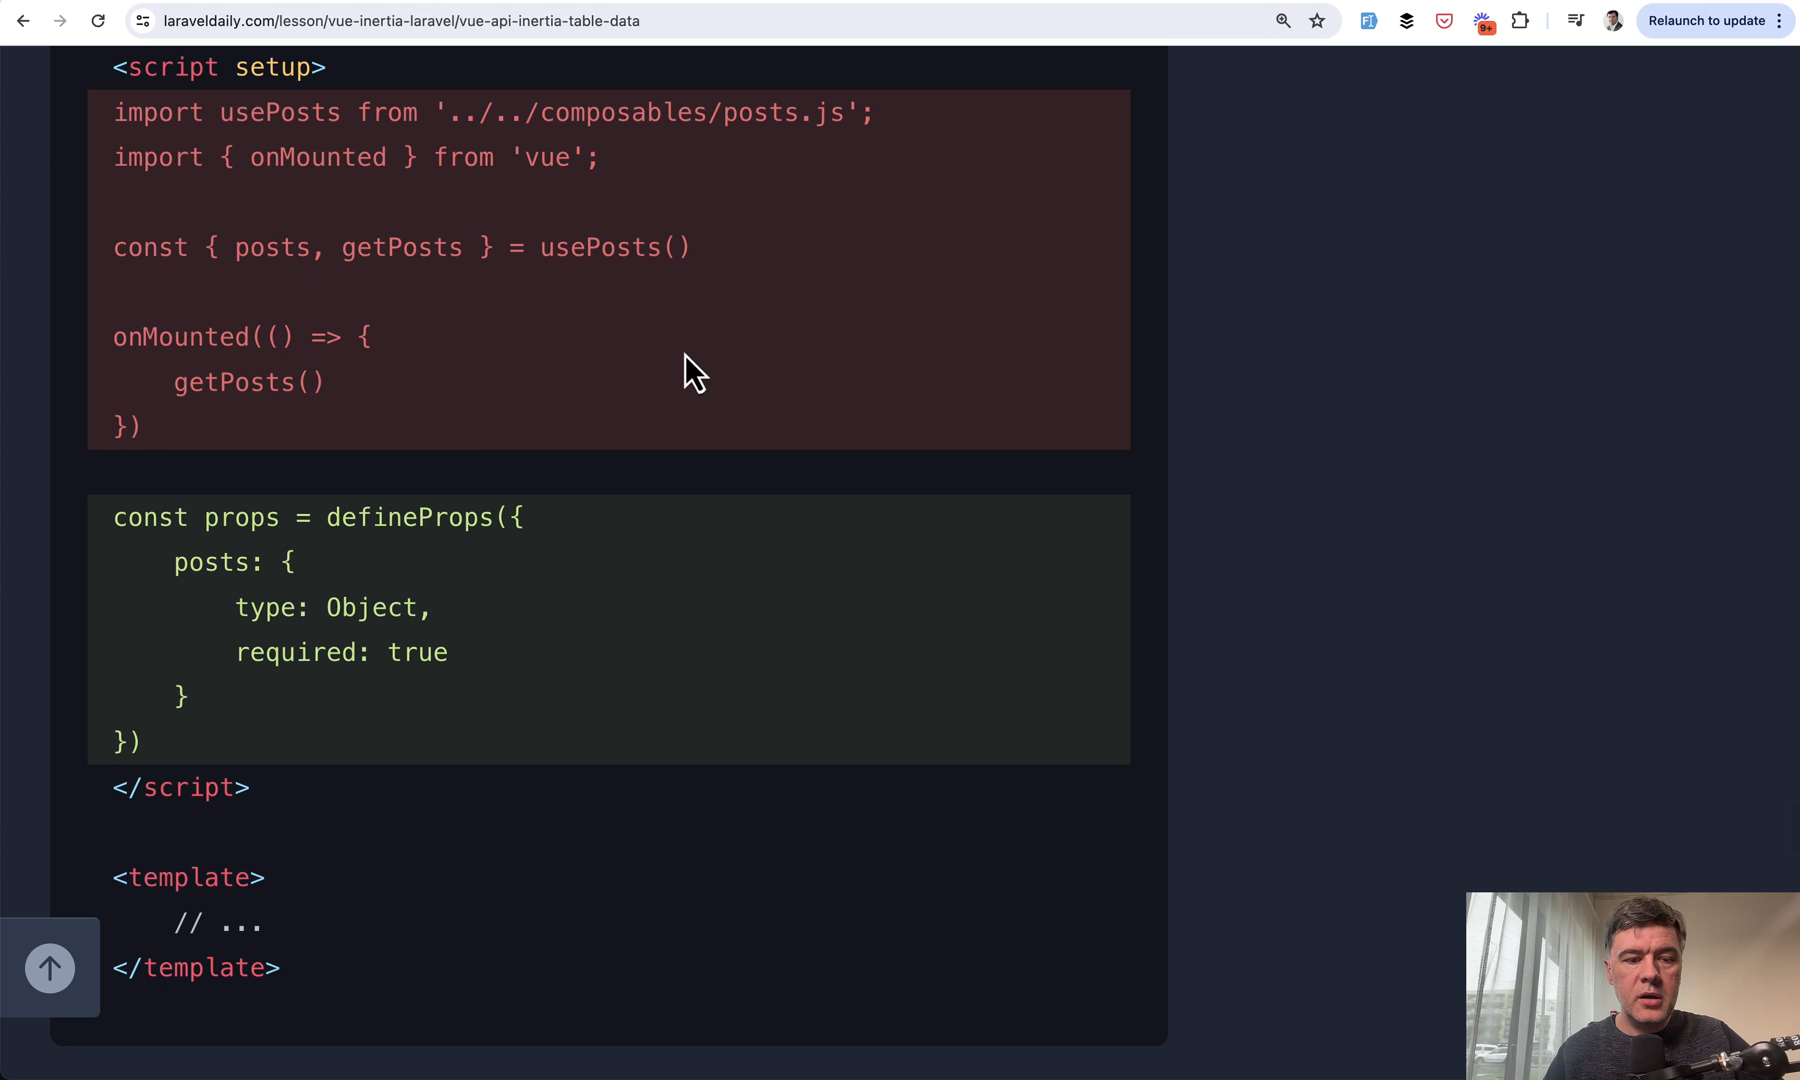 laraveldaily.com/lesson/vue-inertia-laravel/vue-api-inertia-table-data
9+
Relaunch to update
<script setup>
import usePosts from '../../composables/posts.js';
import { onMounted } from 'vue';
const { posts, getPosts } = usePosts()
onMounted(() => {
    getPosts()
})
const props = defineProps({
    posts: {
        type: Object,
        required: true
    }
})
</script>
<template>
    // ...
</template>